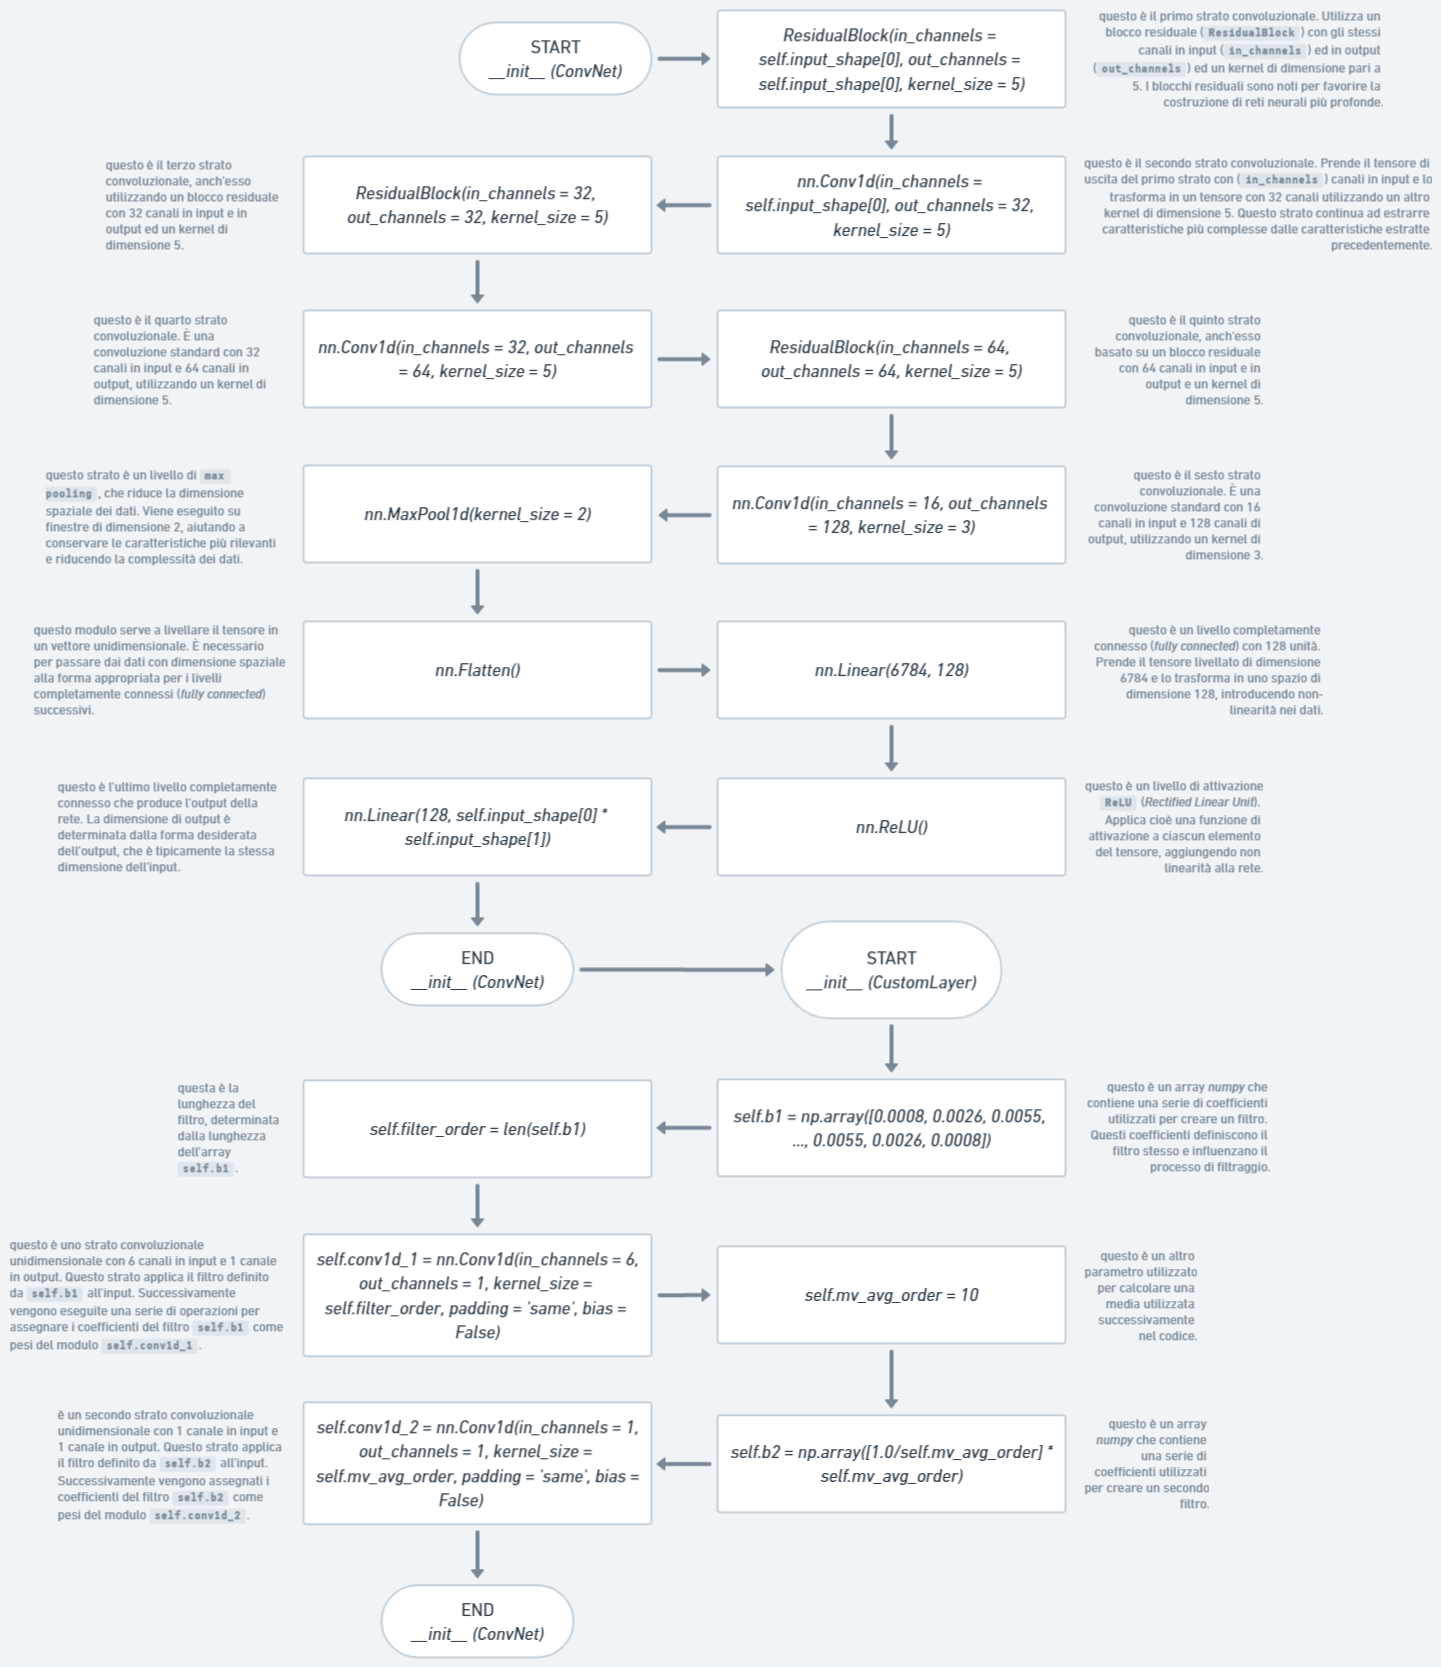 START
__init__ (ConvNet)
ResidualBlock(in_channels =
self.input_shape[0], out_channels =
self.input_shape[0], kernel_size = 5)
questo è il primo strato convoluzionale. Utilizza un
blocco residuale ( ResidualBlock ) con gli stessi
canali in input ( in_channels ) ed in output
( out_channels ) ed un kernel di dimensione pari a
5. I blocchi residuali sono noti per favorire la
costruzione di reti neurali più profonde.
nn.Conv1d(in_channels =
self.input_shape[0], out_channels = 32,
kernel_size = 5)
questo è il secondo strato convoluzionale. Prende il tensore di
uscita del primo strato con ( in_channels ) canali in input e lo
trasforma in un tensore con 32 canali utilizzando un altro
kernel di dimensione 5. Questo strato continua ad estrarre
caratteristiche più complesse dalle caratteristiche estratte
precedentemente.
questo è il terzo strato
convoluzionale, anch'esso
utilizzando un blocco residuale
con 32 canali in input e in
output ed un kernel di
dimensione 5.
ResidualBlock(in_channels = 32,
out_channels = 32, kernel_size = 5)
questo è il quarto strato
convoluzionale. È una
convoluzione standard con 32
canali in input e 64 canali in
output, utilizzando un kernel di
dimensione 5.
nn.Conv1d(in_channels = 32, out_channels
= 64, kernel_size = 5)
ResidualBlock(in_channels = 64,
out_channels = 64, kernel_size = 5)
questo è il quinto strato
convoluzionale, anch'esso
basato su un blocco residuale
con 64 canali in input e in
output e un kernel di
dimensione 5.
nn.Conv1d(in_channels = 16, out_channels
= 128, kernel_size = 3)
questo è il sesto strato
convoluzionale. È una
convoluzione standard con 16
canali in input e 128 canali di
output, utilizzando un kernel di
dimensione 3.
questo strato è un livello di max
pooling , che riduce la dimensione
spaziale dei dati. Viene eseguito su
finestre di dimensione 2, aiutando a
conservare le caratteristiche più rilevanti
e riducendo la complessità dei dati.
nn.MaxPool1d(kernel_size = 2)
questo modulo serve a livellare il tensore in
un vettore unidimensionale. È necessario
per passare dai dati con dimensione spaziale
alla forma appropriata per i livelli
completamente connessi (fully connected)
successivi.
nn.Flatten()
nn.Linear(6784, 128)
questo è un livello completamente
connesso (fully connected) con 128 unità.
Prende il tensore livellato di dimensione
6784 e lo trasforma in uno spazio di
dimensione 128, introducendo non-
linearità nei dati.
nn.ReLU()
questo è un livello di attivazione
ReLU (Rectified Linear Unit).
Applica cioè una funzione di
attivazione a ciascun elemento
del tensore, aggiungendo non
linearità alla rete.
questo è l'ultimo livello completamente
connesso che produce l'output della
rete. La dimensione di output è
determinata dalla forma desiderata
dell'output, che è tipicamente la stessa
dimensione dell'input.
nn.Linear(128, self.input_shape[0] *
self.input_shape[1])
END
__init__ (ConvNet)
START
__init__ (CustomLayer)
self.b1 = np.array([0.0008, 0.0026, 0.0055,
..., 0.0055, 0.0026, 0.0008])
questo è un array numpy che
contiene una serie di coefficienti
utilizzati per creare un filtro.
Questi coefficienti definiscono il
filtro stesso e influenzano il
processo di filtraggio.
questa è la
lunghezza del
filtro, determinata
dalla lunghezza
dell'array
self.b1 .
self.filter_order = len(self.b1)
questo è uno strato convoluzionale
unidimensionale con 6 canali in input e 1 canale
in output. Questo strato applica il filtro definito
da self.b1 all'input. Successivamente
vengono eseguite una serie di operazioni per
assegnare i coefficienti del filtro self.b1 come
pesi del modulo self.conv1d_1 .
self.conv1d_1 = nn.Conv1d(in_channels = 6,
out_channels = 1, kernel_size =
self.filter_order, padding = 'same', bias =
False)
self.mv_avg_order = 10
questo è un altro
parametro utilizzato
per calcolare una
media utilizzata
successivamente
nel codice.
self.b2 = np.array([1.0/self.mv_avg_order] *
self.mv_avg_order)
questo è un array
numpy che contiene
una serie di
coefficienti utilizzati
per creare un secondo
filtro.
è un secondo strato convoluzionale
unidimensionale con 1 canale in input e
1 canale in output. Questo strato applica
il filtro definito da self.b2 all'input.
Successivamente vengono assegnati i
coefficienti del filtro self.b2 come
pesi del modulo self.conv1d_2 .
self.conv1d_2 = nn.Conv1d(in_channels = 1,
out_channels = 1, kernel_size =
self.mv_avg_order, padding = 'same', bias =
False)
END
__init__ (ConvNet)